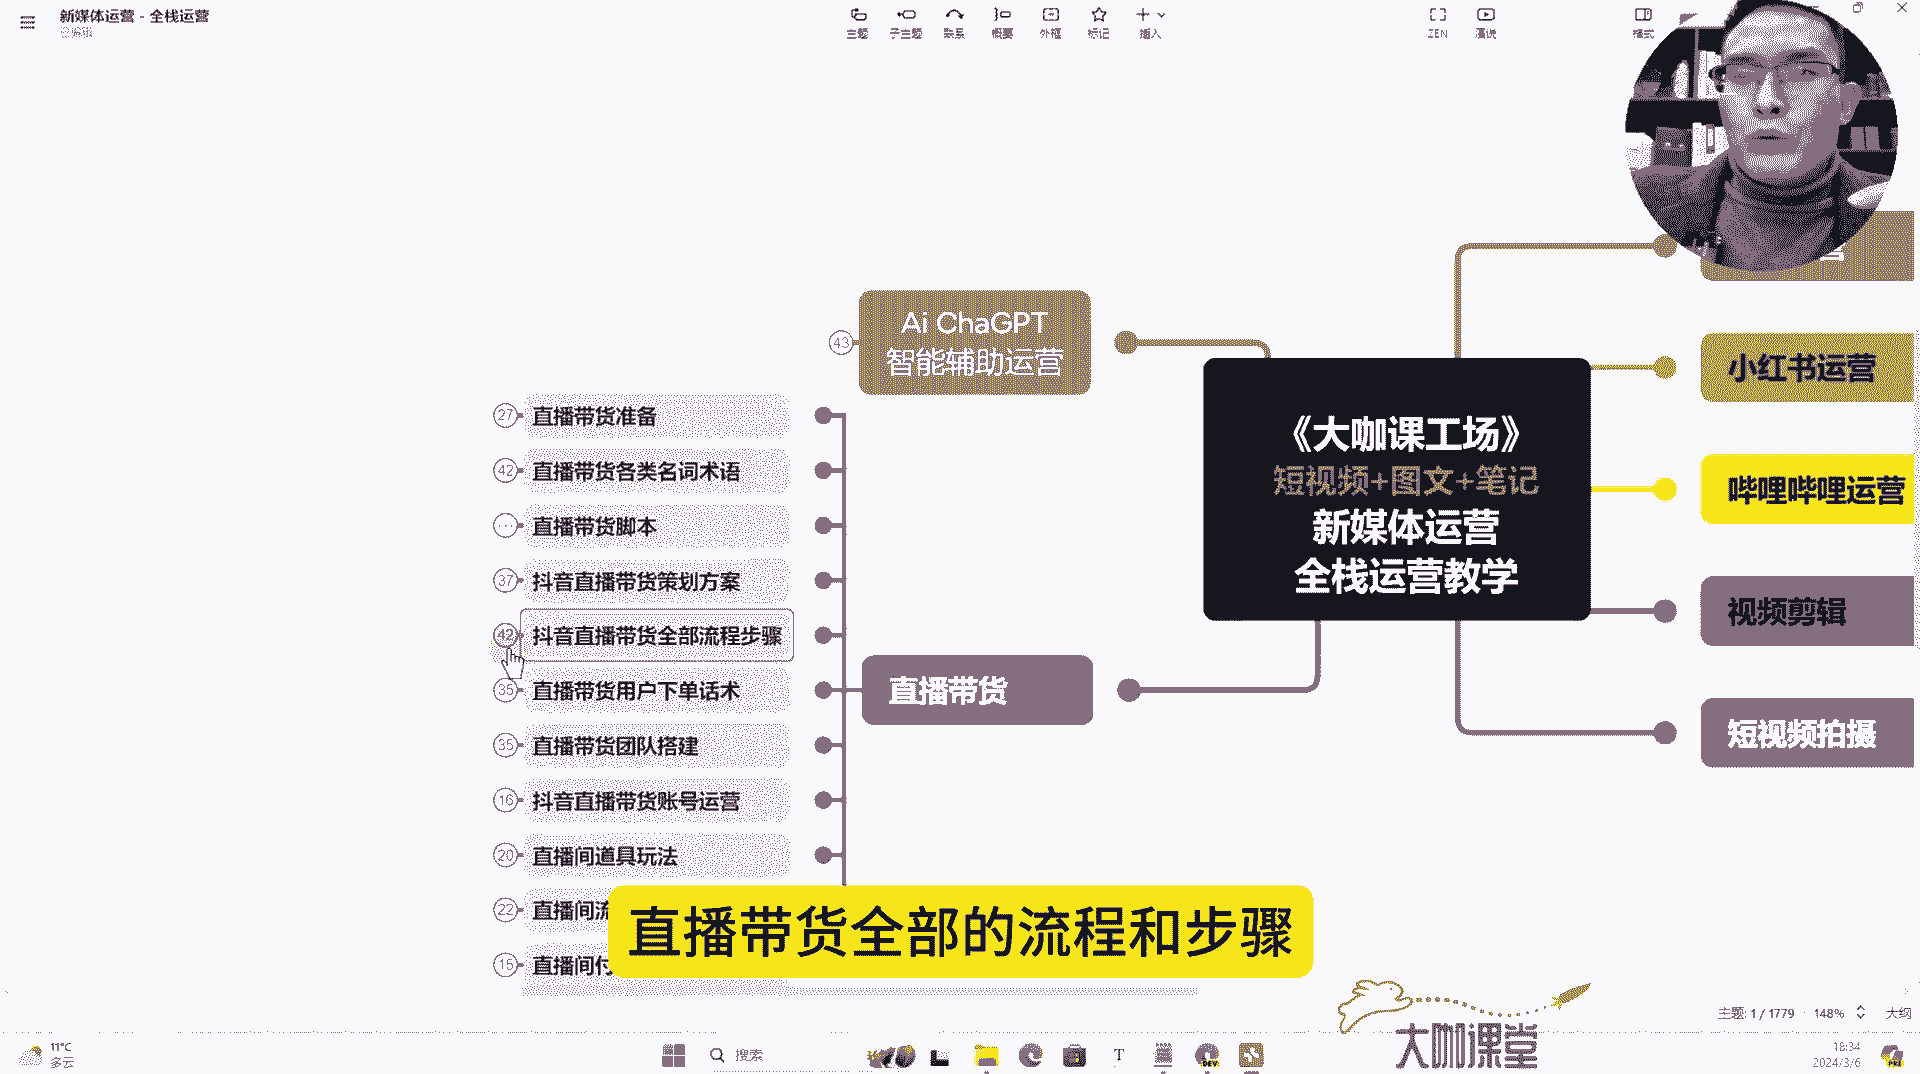 新媒体运营 - 全栈运营
已编辑
主题
子主题
联系
概要
外框
标记
插入
ZEN
演说
格式
Ai ChaGPT
智能辅助运营
43
27
直播带货准备
42
直播带货各类名词术语
直播带货脚本
37
抖音直播带货策划方案
42
抖音直播带货全部流程步骤
35
直播带货用户下单话术
35
直播带货团队搭建
16
抖音直播带货账号运营
20
直播间道具玩法
22
直播间流
15
直播间付
直播带货
《大咖课工场》
短视频+图文+笔记
新媒体运营
全栈运营教学
小红书运营
哔哩哔哩运营
视频剪辑
短视频拍摄
直播带货全部的流程和步骤
大咖课堂
主题: 1 / 1779
148%
大纲
11°C
多云
搜索
18:34
2024/3/6